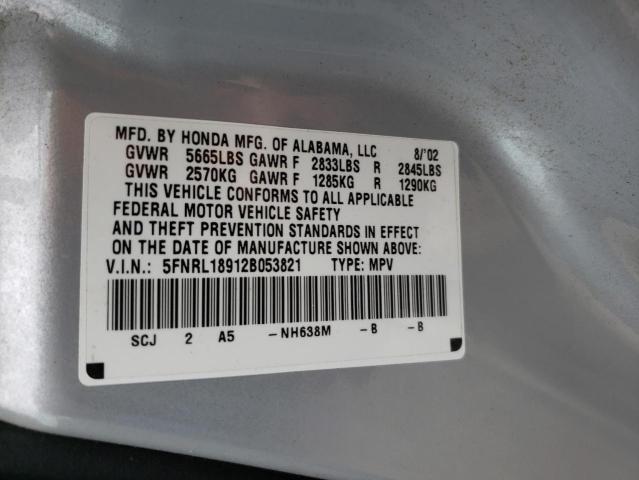 MFD. BY HONDA MFG. OF ALABAMA, LLC 8/'02
GVWR 5665LBS GAWR F 2833LBS R 2845LBS
GVWR 2570KG GAWR F 1285KG R 1290KG
THIS VEHICLE CONFORMS TO ALL APPLICABLE
FEDERAL MOTOR VEHICLE SAFETY
AND THEFT PREVENTION STANDARDS IN EFFECT
ON THE DATE OF MANUFACTURE SHOWN ABOVE:
V.I.N.: 5FNRL18912B053821 TYPE: MPV
SCJ 2 A5 -NH638M -B -B